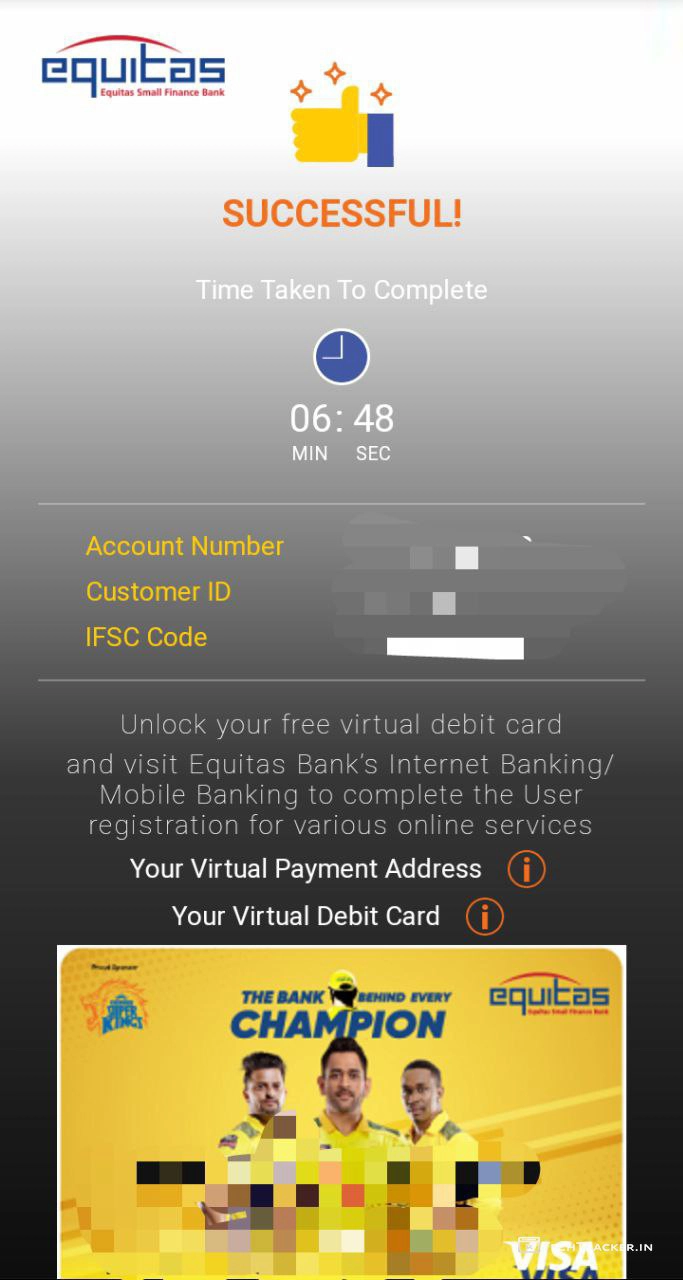 equitas
Equitas Small Finance Bank
SUCCESSFUL!
Time Taken To Complete
06: 48
MIN SEC
Account Number
Customer ID
IFSC Code
Unlock your free virtual debit card
and visit Equitas Bank’s Internet Banking/
Mobile Banking to complete the User
registration for various online services
Your Virtual Payment Address
Your Virtual Debit Card
Proud Sponsor
SUPER
KINGS
THE BANK BEHIND EVERY
CHAMPION
equitas
Equitas Small Finance Bank
VISA